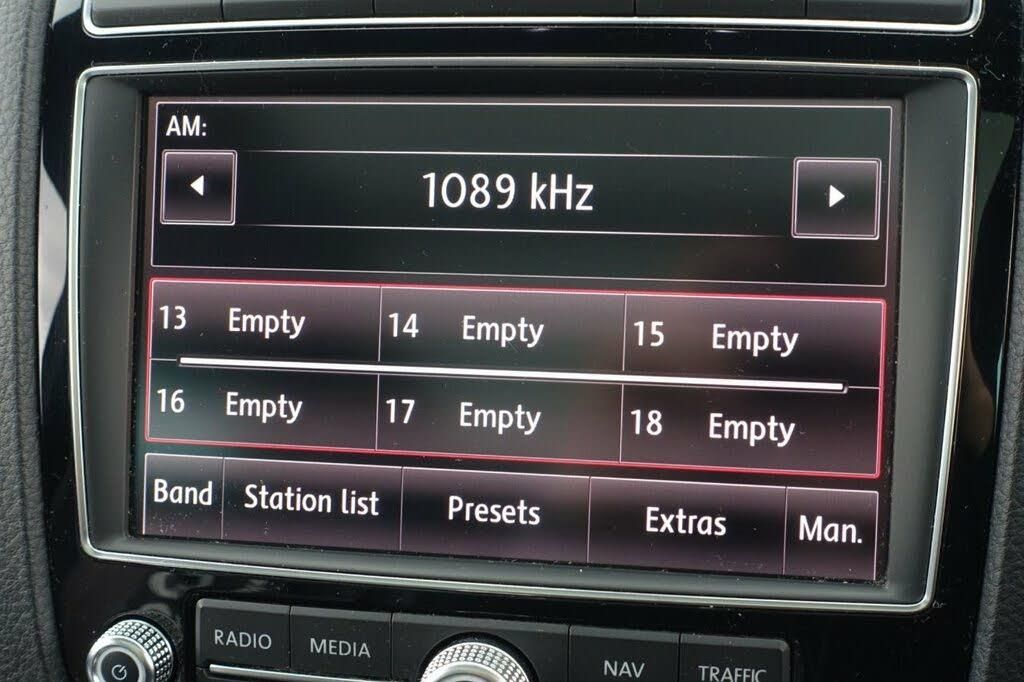 AM:
1089 kHz
13 Empty 14 Empty 15 Empty
16 Empty 17 Empty 18 Empty
Band Station list Presets Extras Man.
RADIO MEDIA NAV TRAFFIC